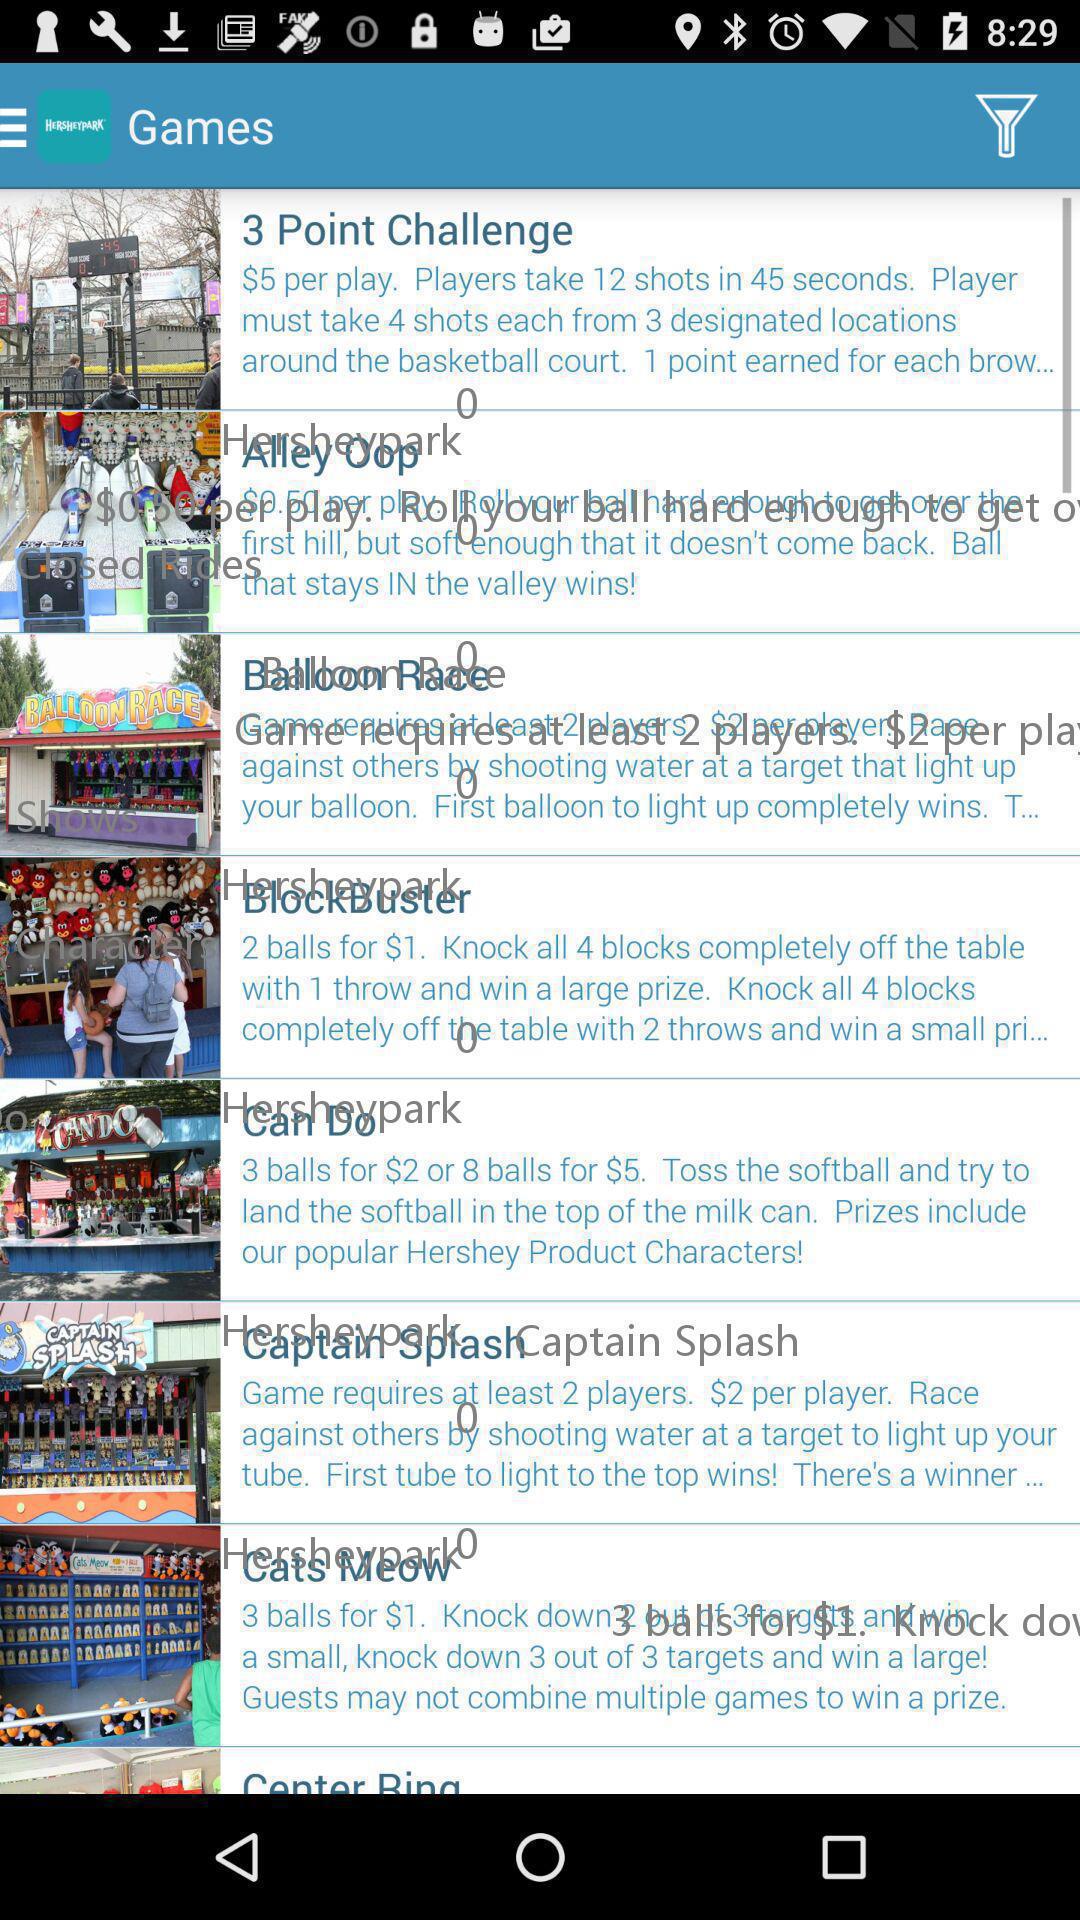 8:29
HERSHEYPARK
Games
3 Point Challenge
$5 per play.  Players take 12 shots in 45 seconds.  Player
must take 4 shots each from 3 designated locations
around the basketball court.  1 point earned for each brow...
0
Hersheypark
Alley Oop
$0.50 per play.  Roll your ball hard enough to get over the
$0.50 per play.  Roll your ball hard enough to get ov
0
first hill, but soft enough that it doesn't come back.  Ball
Closed Rides
that stays IN the valley wins!
0
Balloon Race
Balloon Race
BALLOON RACE
Game requires at least 2 players.  $2 per player.  Race
Game requires at least 2 players.  $2 per play
against others by shooting water at a target that light up
0
your balloon.  First balloon to light up completely wins.  T...
Shows
Hersheypark
BlockBuster
Characters
2 balls for $1.  Knock all 4 blocks completely off the table
with 1 throw and win a large prize.  Knock all 4 blocks
completely off the table with 2 throws and win a small pri...
0
Hersheypark
Can Do
CAN DO
3 balls for $2 or 8 balls for $5.  Toss the softball and try to
land the softball in the top of the milk can.  Prizes include
our popular Hershey Product Characters!
Hersheypark
Captain Splash
Captain Splash
CAPTAIN
SPLASH
Game requires at least 2 players.  $2 per player.  Race
0
against others by shooting water at a target to light up your
tube.  First tube to light to the top wins!  There's a winner ...
0
Hersheypark
Cats Meow
Cats Meow
3 balls for $1.  Knock down 2 out of 3 targets and win
3 balls for $1.  Knock dow
a small, knock down 3 out of 3 targets and win a large!
Guests may not combine multiple games to win a prize.
Center Ring